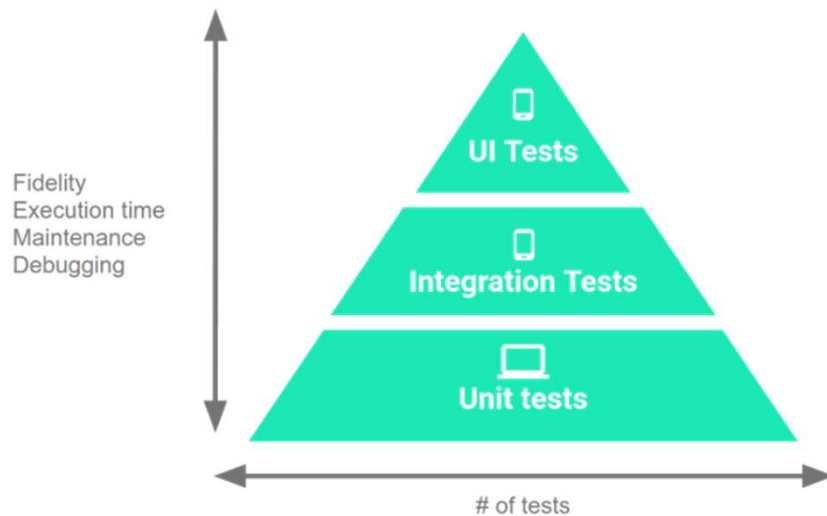 UI Tests
Fidelity
Execution time
Maintenance
Debugging
Integration Tests
Unit tests
# of tests